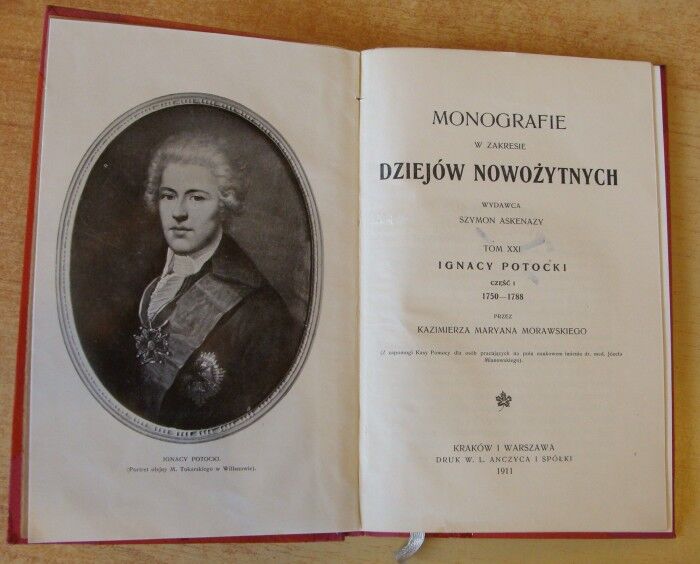 IGNACY POTOCKI.
(Portret olejny M. Tokarskiego w Willanowie).
MONOGRAFIE
W ZAKRESIE
DZIEJÓW NOWOŻYTNYCH
WYDAWCA
SZYMON ASKENAZY
TOM XXI
IGNACY POTOCKI
CZĘŚĆ I
1750—1788
PRZEZ
KAZIMIERZA MARYANA MORAWSKIEGO
(Z zapomogi Kasy Pomocy dla osób pracujących na polu naukowem imienia dr. med. Józefa
Mianowskiego).
KRAKÓW I WARSZAWA
DRUK W. L. ANCZYCA I SPÓŁKI
1911